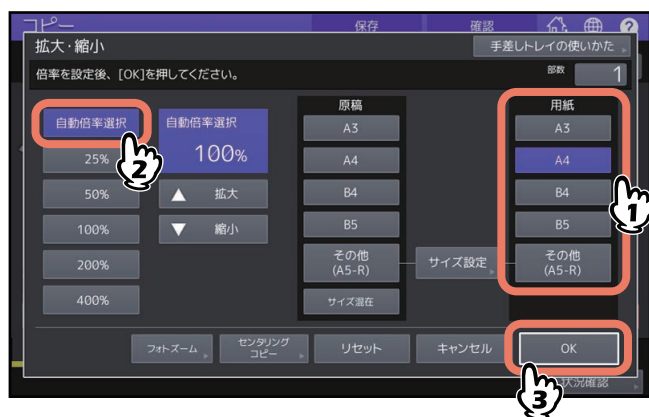 コピー
保存
確認
?
拡大・縮小
手差しトレイの使いかた
倍率を設定後、[OK]を押してください。
部数 1
自動倍率選択
25%
50%
100%
200%
400%
自動倍率選択
100%
▲ 拡大
▼ 縮小
原稿
A3
A4
B4
B5
その他
(A5-R)
サイズ混在
サイズ設定
用紙
A3
A4
B4
B5
その他
(A5-R)
フォトズーム
センタリング
コピー
リセット
キャンセル
OK
状況確認
1
2
3